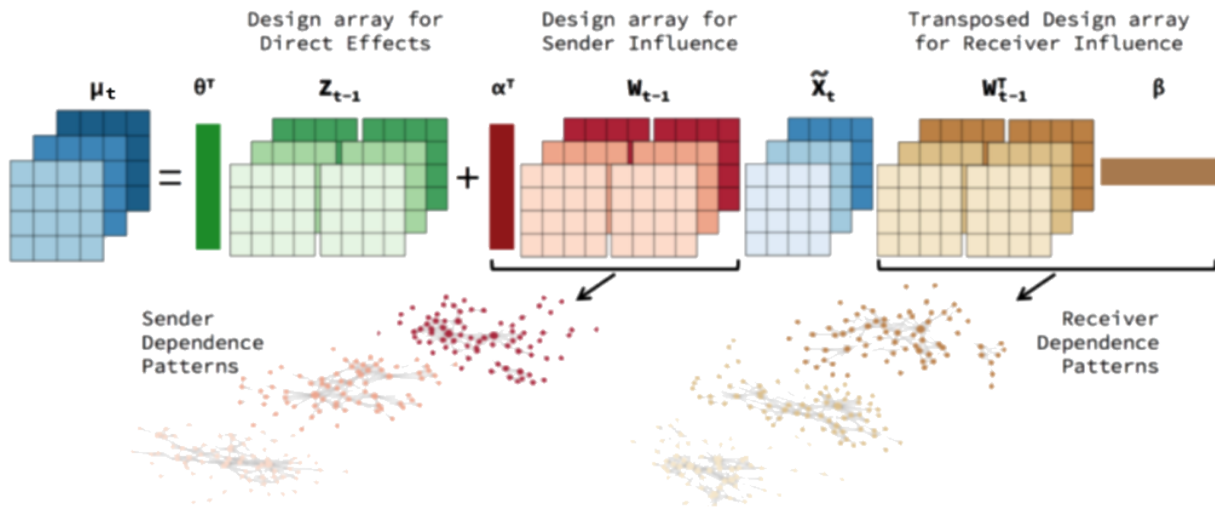 Design array for
Direct Effects
Design array for
Sender Influence
Transposed Design array
for Receiver Influence
μₜ θᵀ Zₜ₋₁ αᵀ Wₜ₋₁ X̃ₜ Wᵀₜ₋₁ β
= +
Sender
Dependence
Patterns
Receiver
Dependence
Patterns